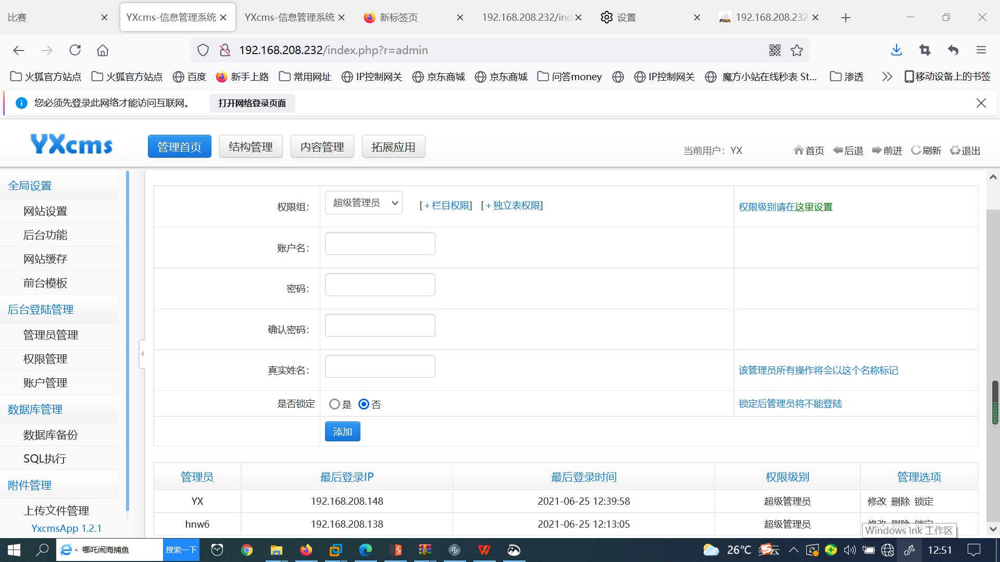 比赛
YXcms-信息管理系统
YXcms-信息管理系统
新标签页
192.168.208.232/ind
设置
192.168.208.232
192.168.208.232/index.php?r=admin
火狐官方站点
火狐官方站点
百度
新手上路
常用网址
IP控制网关
京东商城
京东商城
问答money
IP控制网关
魔方小站在线秒表 St...
渗透
移动设备上的书签
您必须先登录此网络才能访问互联网。
打开网络登录页面
YXcms
管理首页
结构管理
内容管理
拓展应用
当前用户：YX
首页
后退
前进
刷新
退出
全局设置
网站设置
后台功能
网站缓存
前台模板
后台登陆管理
管理员管理
权限管理
账户管理
数据库管理
数据库备份
SQL执行
附件管理
上传文件管理
YxcmsApp 1.2.1
权限组：
超级管理员
[＋栏目权限] [＋独立表权限]
权限级别请在这里设置
账户名：
密码：
确认密码：
真实姓名：
该管理员所有操作将会以这个名称标记
是否锁定
是 否
锁定后管理员将不能登陆
添加
管理员 最后登录IP 最后登录时间 权限级别 管理选项
YX 192.168.208.148 2021-06-25 12:39:58 超级管理员 修改 删除 锁定
hnw6 192.168.208.138 2021-06-25 12:13:05 超级管理员 修改 删除 锁定
Windows Ink 工作区
哪吒闹海捕鱼
搜索一下
26°C
12:51